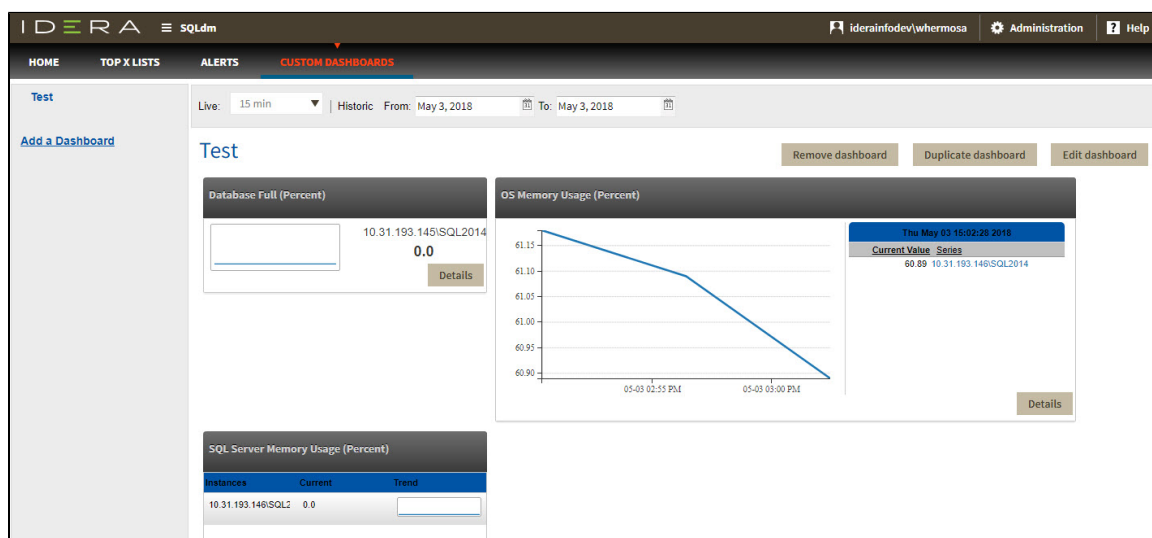 IDERA ≡ SQLdm iderainfodev\whermosa Administration ? Help
HOME TOP X LISTS ALERTS CUSTOM DASHBOARDS
Test
Add a Dashboard
Live: 15 min | Historic From: May 3, 2018 To: May 3, 2018
Test
Remove dashboard Duplicate dashboard Edit dashboard
Database Full (Percent)
10.31.193.145\SQL2014
0.0
Details
OS Memory Usage (Percent)
61.15
61.10
61.05
61.00
60.95
60.90
05-03 02:55 PM 05-03 03:00 PM
Thu May 03 15:02:28 2018
Current Value Series
60.89 10.31.193.146\SQL2014
Details
SQL Server Memory Usage (Percent)
Instances Current Trend
10.31.193.146\SQL2 0.0